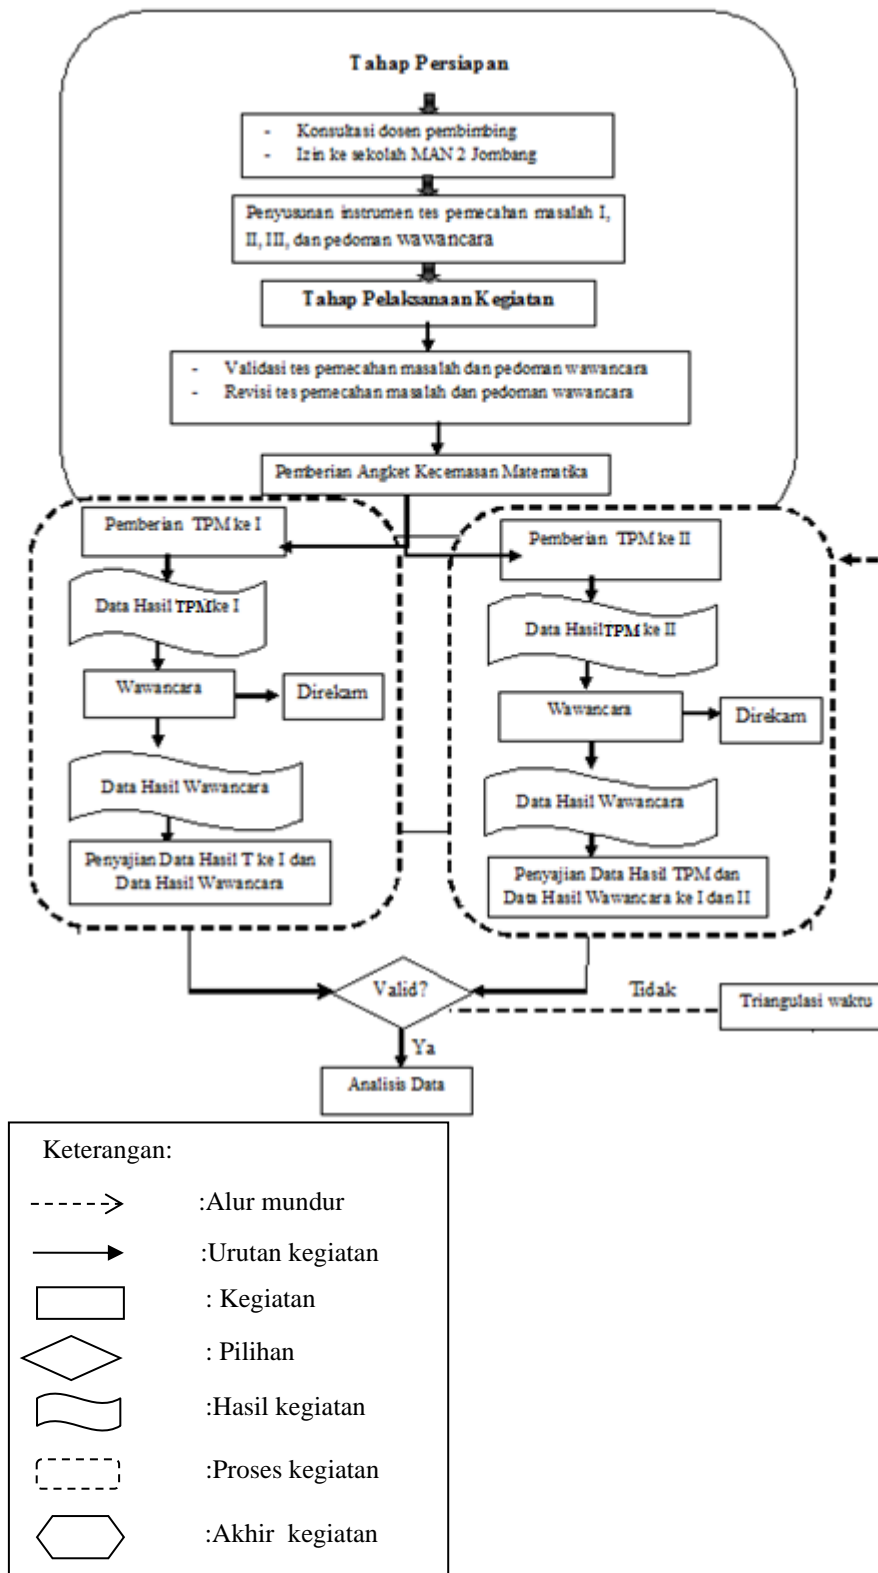 Tahap Persiapan
- Konsultasi dosen pembimbing
- Izin ke sekolah MAN 2 Jombang
Penyusunan instrumen tes pemecahan masalah I,
II, III, dan pedoman wawancara
Tahap Pelaksanaan Kegiatan
- Validasi tes pemecahan masalah dan pedoman wawancara
- Revisi tes pemecahan masalah dan pedoman wawancara
Pemberian Angket Kecemasan Matematika
Pemberian TPM ke I
Data Hasil TPM ke I
Wawancara
Direkam
Data Hasil Wawancara
Penyajian Data Hasil T ke I dan
Data Hasil Wawancara
Pemberian TPM ke II
Data Hasil TPM ke II
Wawancara
Direkam
Data Hasil Wawancara
Penyajian Data Hasil TPM dan
Data Hasil Wawancara ke I dan II
Valid?
Tidak
Triangulasi waktu
Ya
Analisis Data
Keterangan:
:Alur mundur
:Urutan kegiatan
: Kegiatan
: Pilihan
:Hasil kegiatan
:Proses kegiatan
:Akhir kegiatan